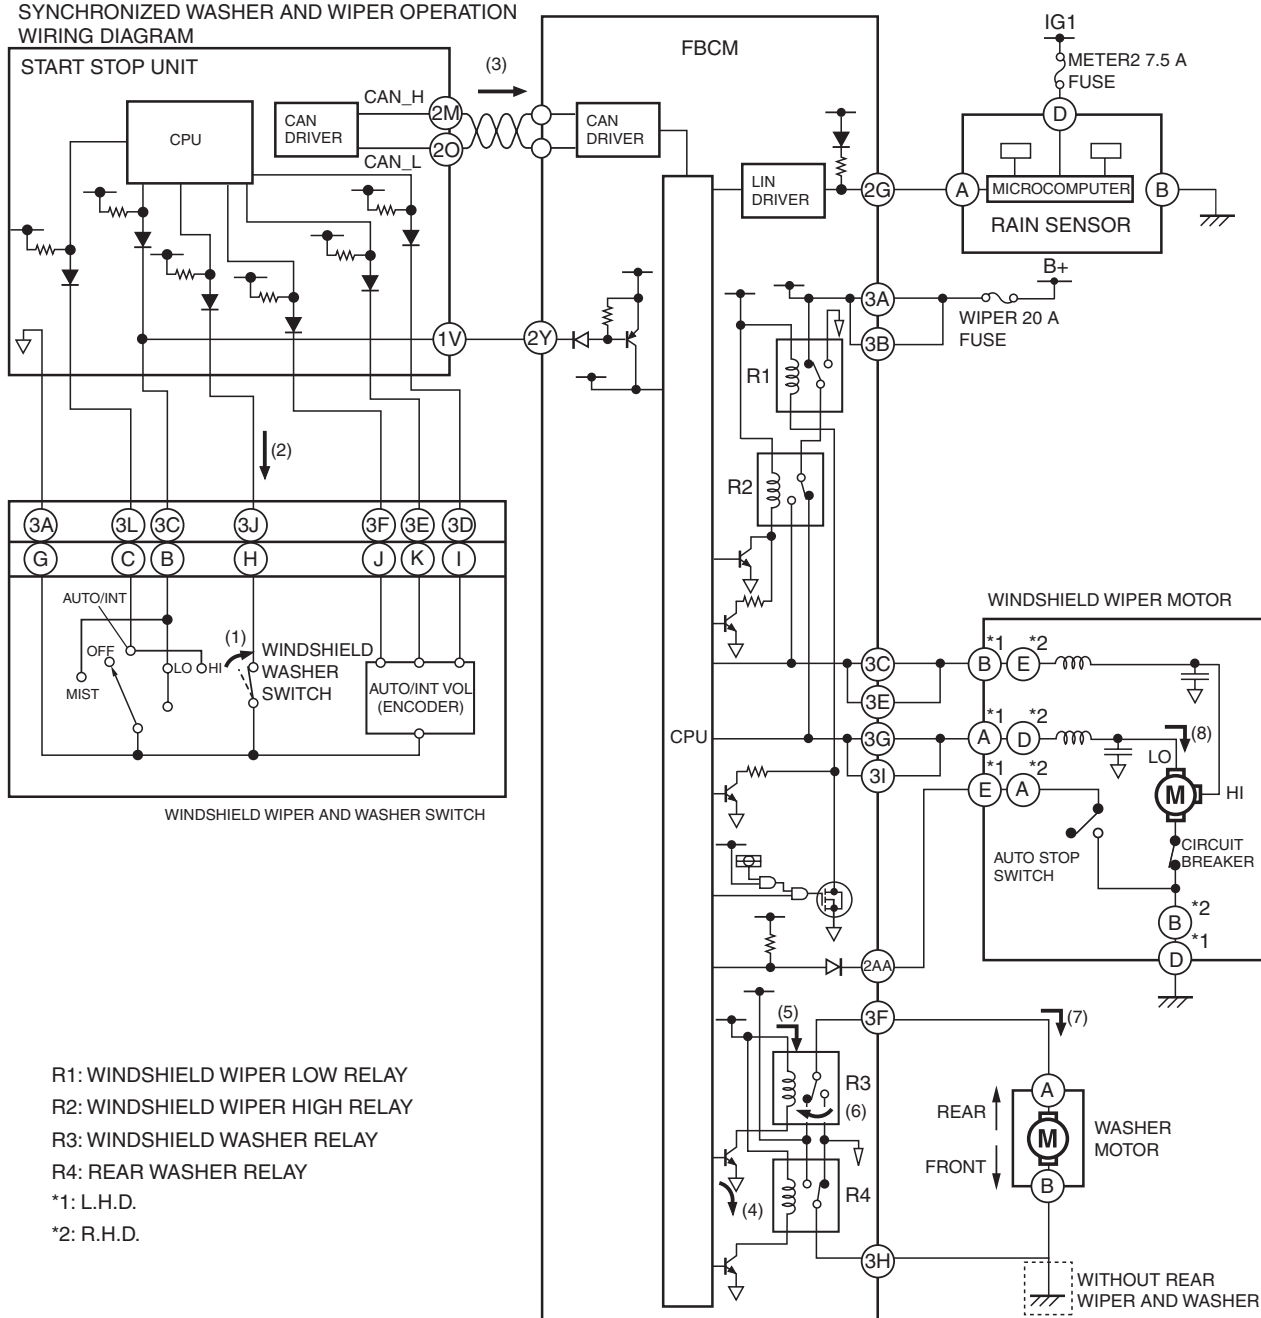 SYNCHRONIZED WASHER AND WIPER OPERATION
WIRING DIAGRAM
START STOP UNIT
CPU
CAN
DRIVER
CAN_H
CAN_L
2M
2O
(3)
FBCM
CAN
DRIVER
LIN
DRIVER
2G
IG1
METER2 7.5 A
FUSE
D
A
MICROCOMPUTER
B
RAIN SENSOR
B+
WIPER 20 A
FUSE
3A
3B
1V
2Y
R1
R2
(2)
3A
3L
3C
3J
3F
3E
3D
G
C
B
H
J
K
I
AUTO/INT
OFF
MIST
LO
HI
(1)
WINDSHIELD
WASHER
SWITCH
AUTO/INT VOL
(ENCODER)
WINDSHIELD WIPER AND WASHER SWITCH
CPU
3C
3E
3G
3I
WINDSHIELD WIPER MOTOR
*1
*2
B
E
*1
*2
A
D
*1
*2
E
A
LO
(8)
M
HI
AUTO STOP
SWITCH
CIRCUIT
BREAKER
B
*2
*1
D
2AA
3F
(5)
R3
(6)
(7)
R4
(4)
3H
A
REAR
M
WASHER
MOTOR
FRONT
B
WITHOUT REAR
WIPER AND WASHER
R1: WINDSHIELD WIPER LOW RELAY
R2: WINDSHIELD WIPER HIGH RELAY
R3: WINDSHIELD WASHER RELAY
R4: REAR WASHER RELAY
*1: L.H.D.
*2: R.H.D.